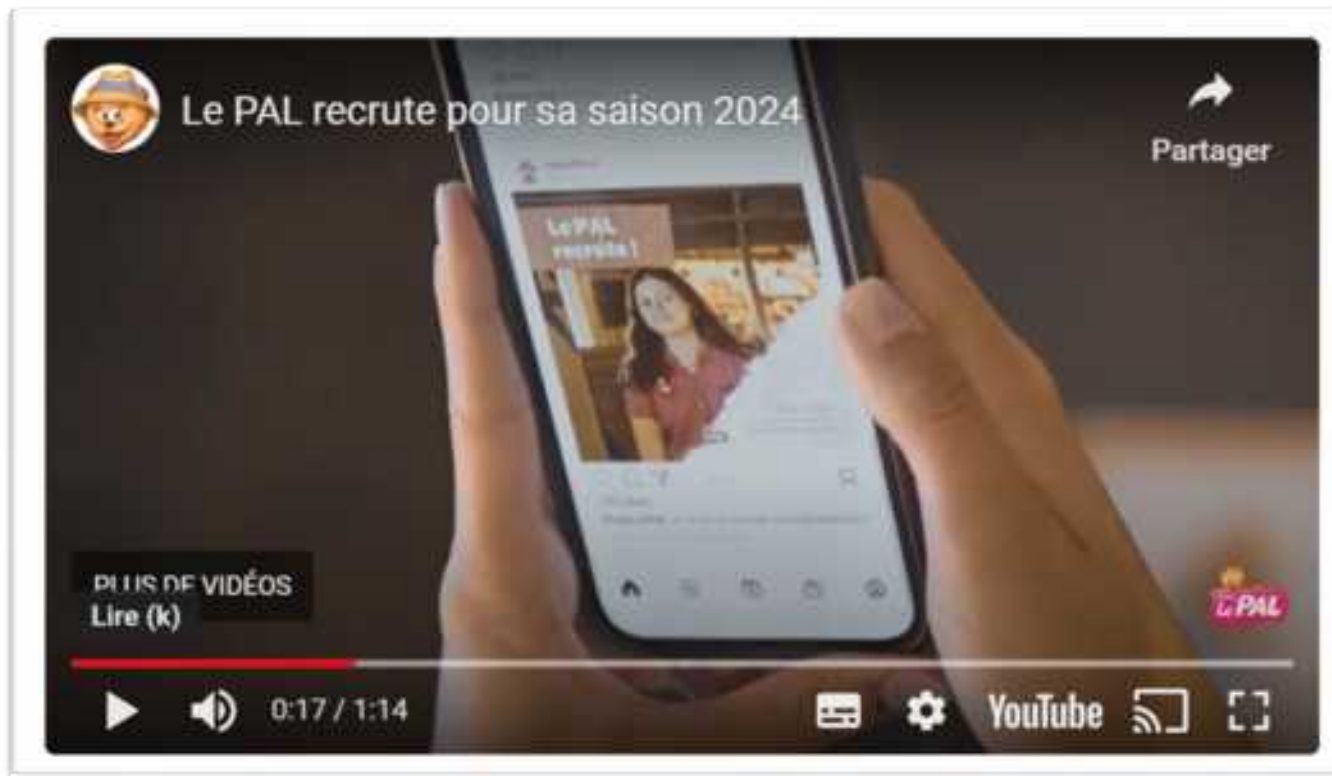 Le PAL recrute pour sa saison 2024
Partager
Le PAL
recrute !
PLUS DE VIDÉOS
Lire (k)
Le PAL
0:17 / 1:14
YouTube